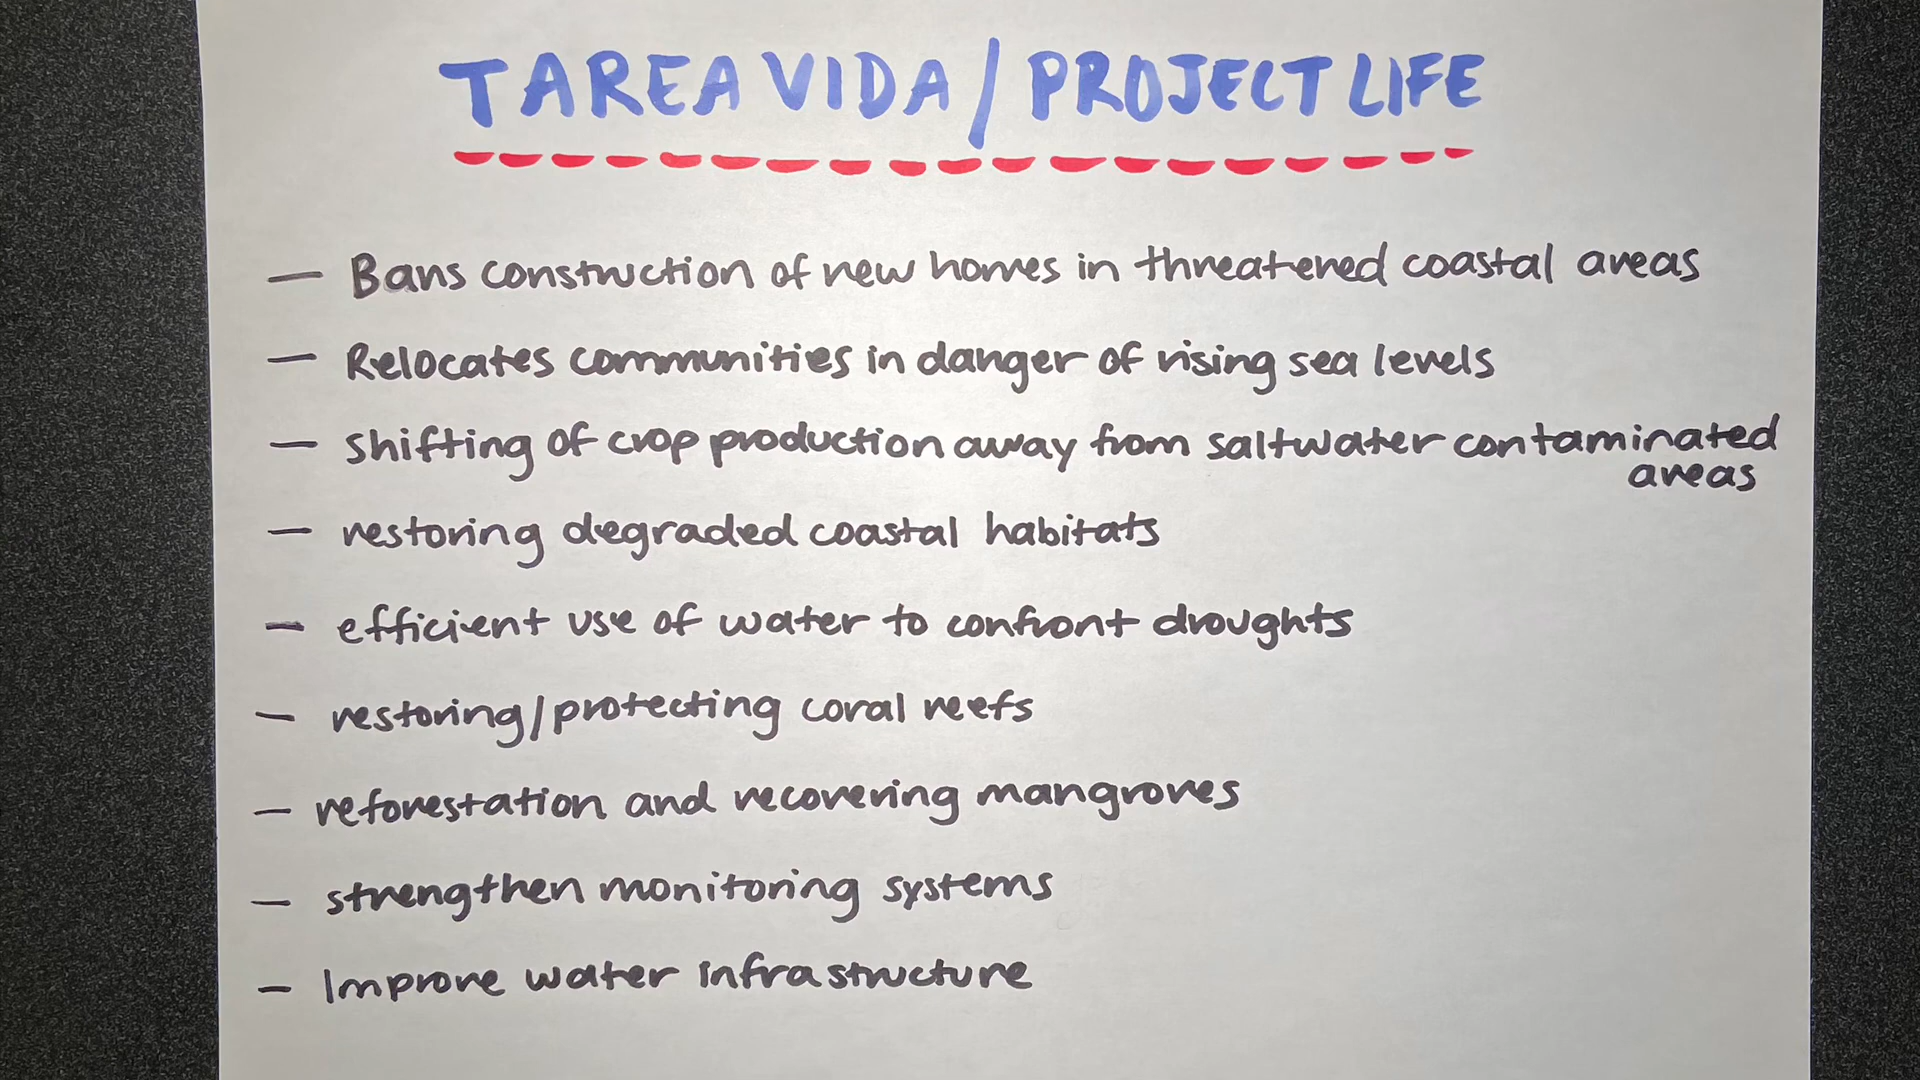 TAREA VIDA / PROJECT LIFE
— Bans construction of new homes in threatened coastal areas
— Relocates communities in danger of rising sea levels
— shifting of crop production away from saltwater contaminated
areas
— restoring degraded coastal habitats
— efficient use of water to confront droughts
— restoring/protecting coral reefs
— reforestation and recovering mangroves
— strengthen monitoring systems
— Improve water infrastructure